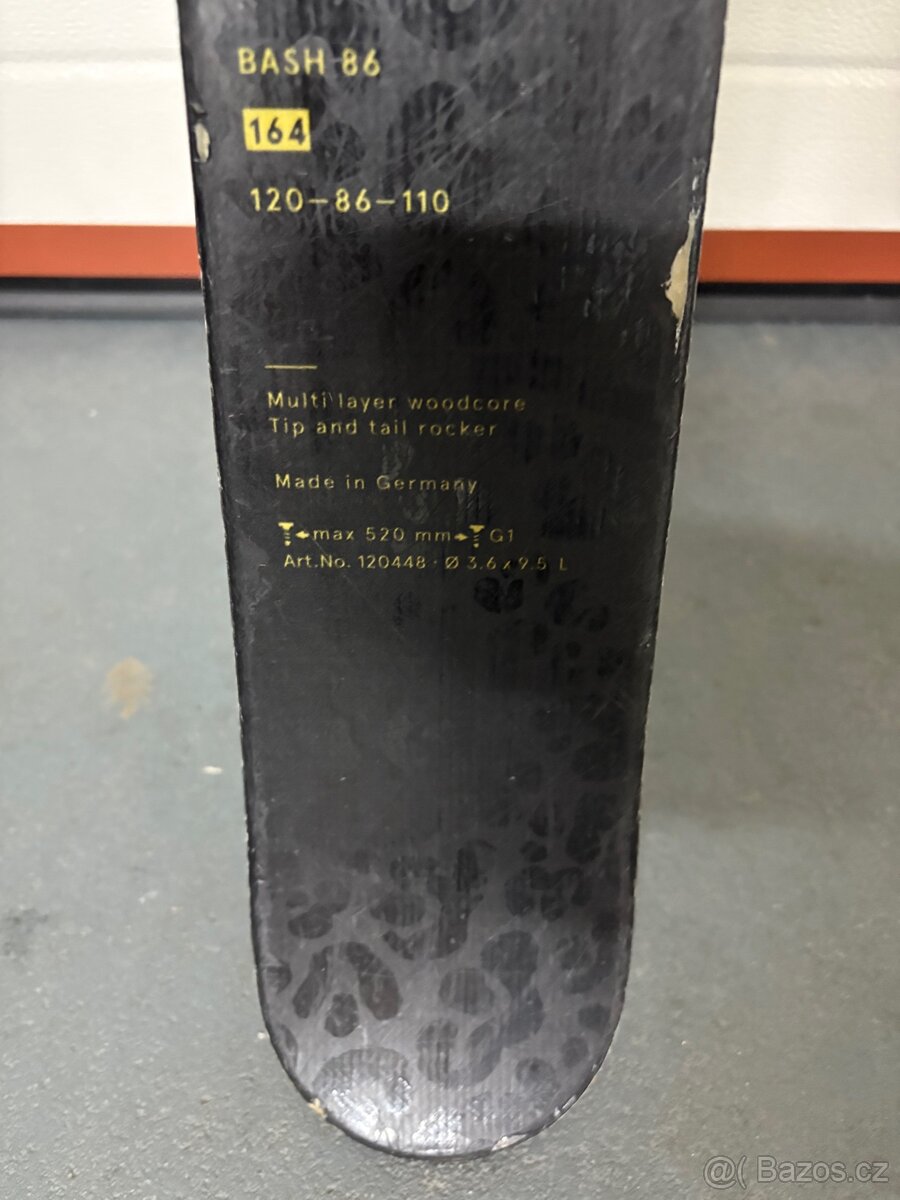 BASH 86
164
120-86-110
Multi layer woodcore
Tip and tail rocker
Made in Germany
max 520 mm G1
Art.No. 120448 · Ø 3.6 x 9.5 L
@( Bazos.cz